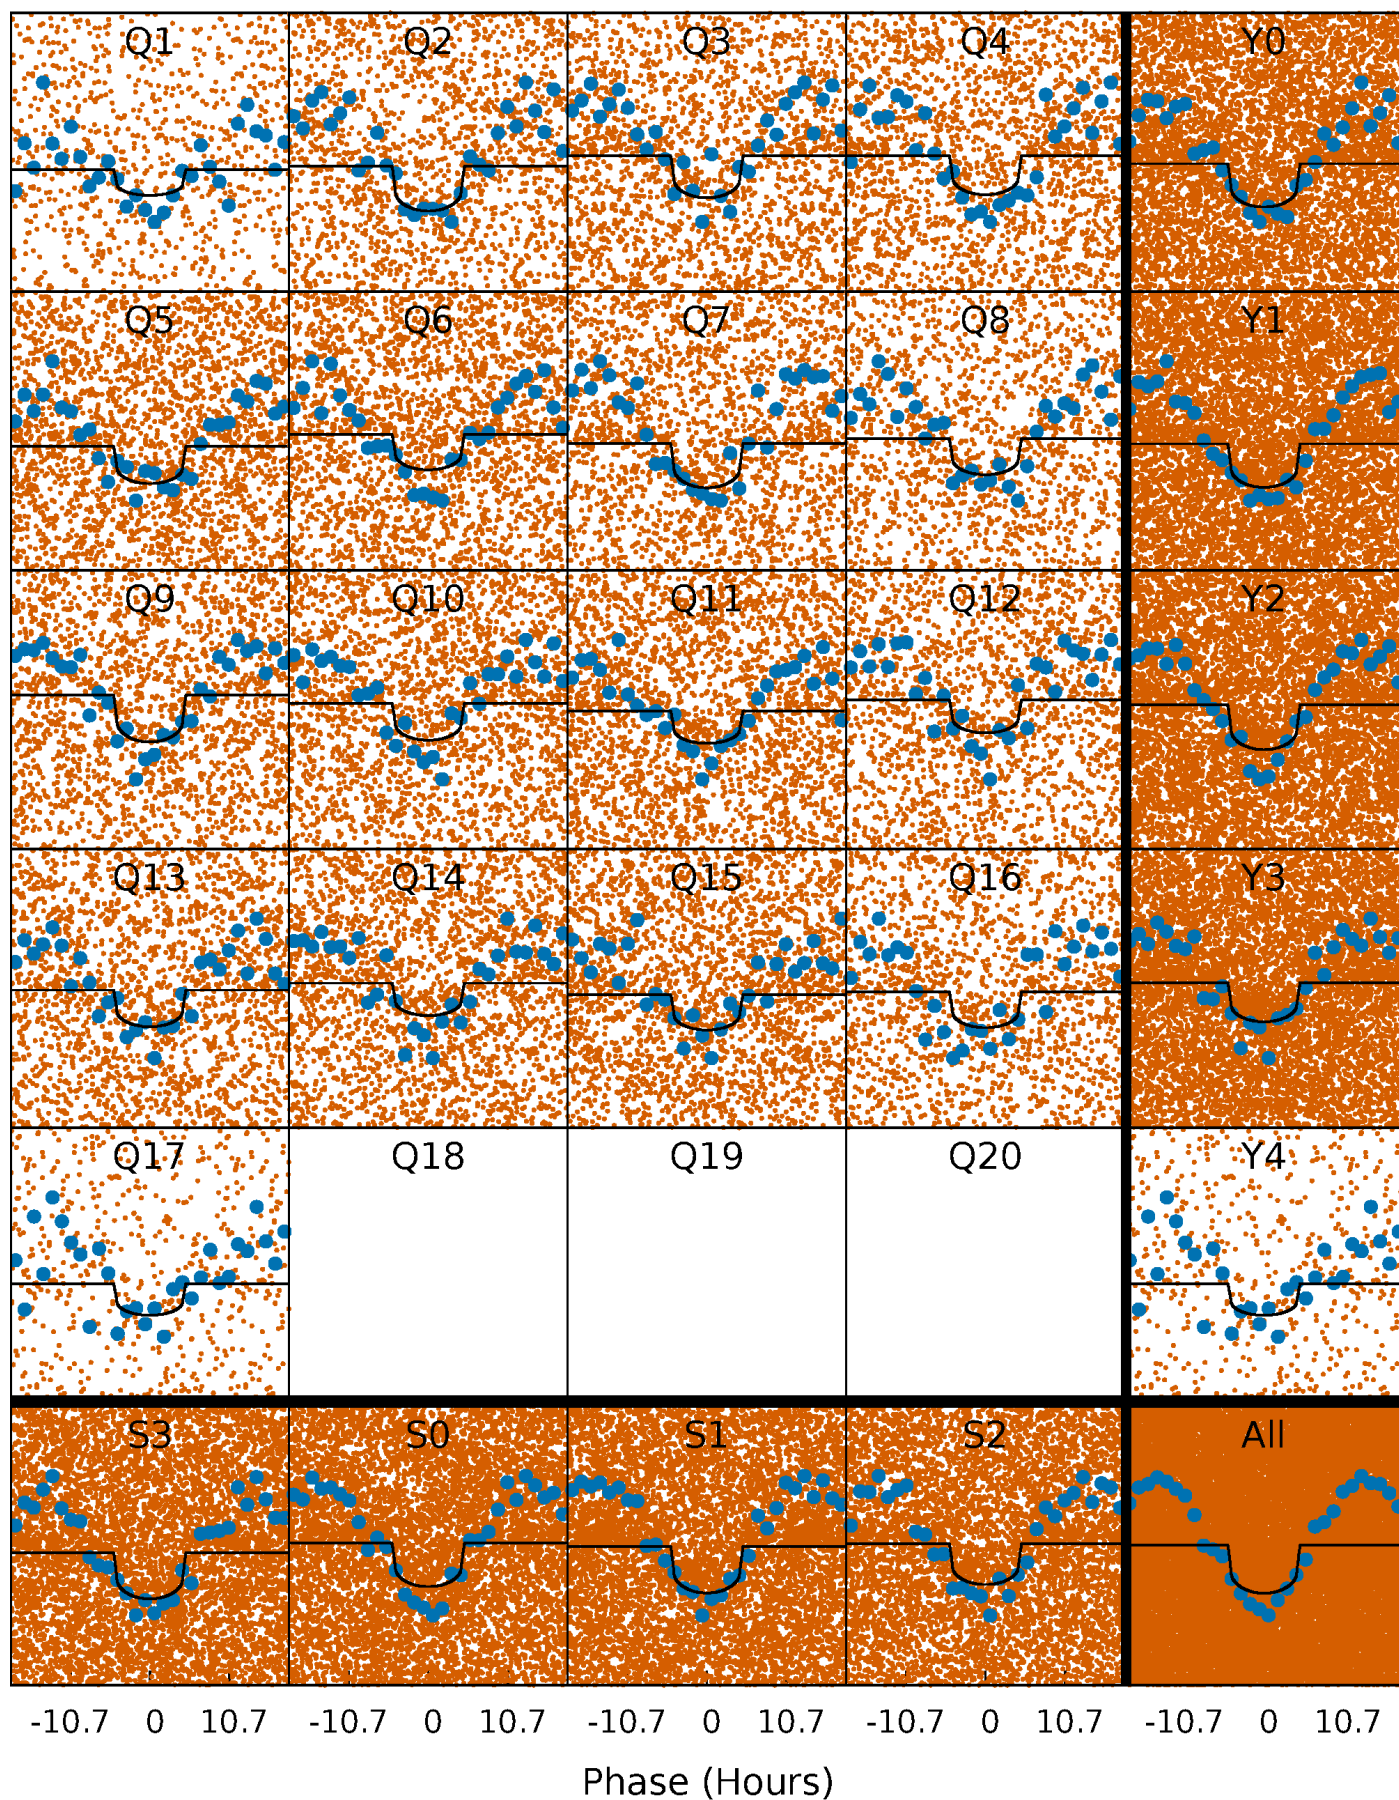 Q1 Q2 Q3 Q4 Y0
Q5 Q6 Q7 Q8 Y1
Q9 Q10 Q11 Q12 Y2
Q13 Q14 Q15 Q16 Y3
Q17 Q18 Q19 Q20 Y4
S3 S0 S1 S2 All
-10.7 0 10.7 -10.7 0 10.7 -10.7 0 10.7 -10.7 0 10.7 -10.7 0 10.7
Phase (Hours)